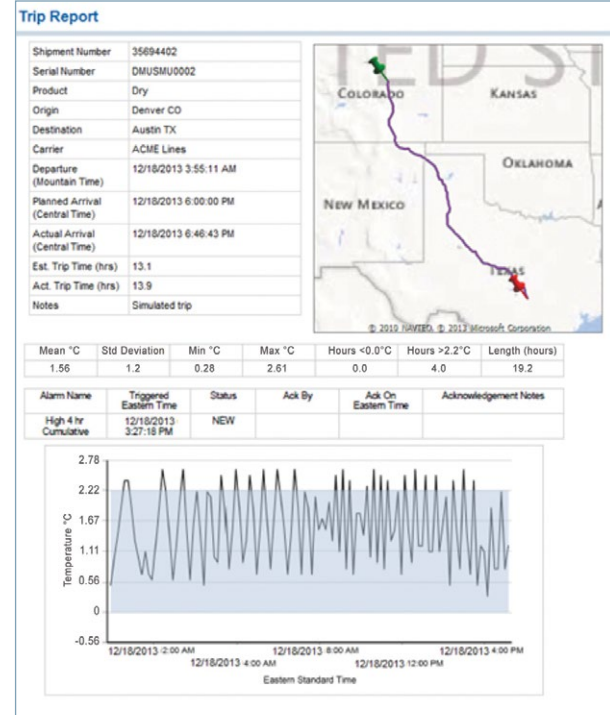 Trip Report
Shipment Number 35694402
Serial Number DMUSMU0002
Product Dry
Origin Denver CO
Destination Austin TX
Carrier ACME Lines
Departure 12/18/2013 3:55:11 AM
(Mountain Time)
Planned Arrival 12/18/2013 6:00:00 PM
(Central Time)
Actual Arrival 12/18/2013 6:46:43 PM
(Central Time)
Est. Trip Time (hrs) 13.1
Act. Trip Time (hrs) 13.9
Notes Simulated trip
TED S
COLORADO KANSAS
OKLAHOMA
NEW MEXICO
TEXAS
© 2010 NAVTEQ, © 2013 Microsoft Corporation
Mean °C Std Deviation Min °C Max °C Hours <0.0°C Hours >2.2°C Length (hours)
1.56 1.2 0.28 2.61 0.0 4.0 19.2
Alarm Name Triggered Status Ack By Ack On Acknowledgement Notes
Eastern Time Eastern Time
High 4 hr 12/18/2013 NEW
Cumulative 3:27:18 PM
2.78
2.22
1.67
1.11
0.56
0
-0.56
Temperature °C
12/18/2013 2:00 AM 12/18/2013 8:00 AM 12/18/2013 4:00 PM
12/18/2013 4:00 AM 12/18/2013 12:00 PM
Eastern Standard Time